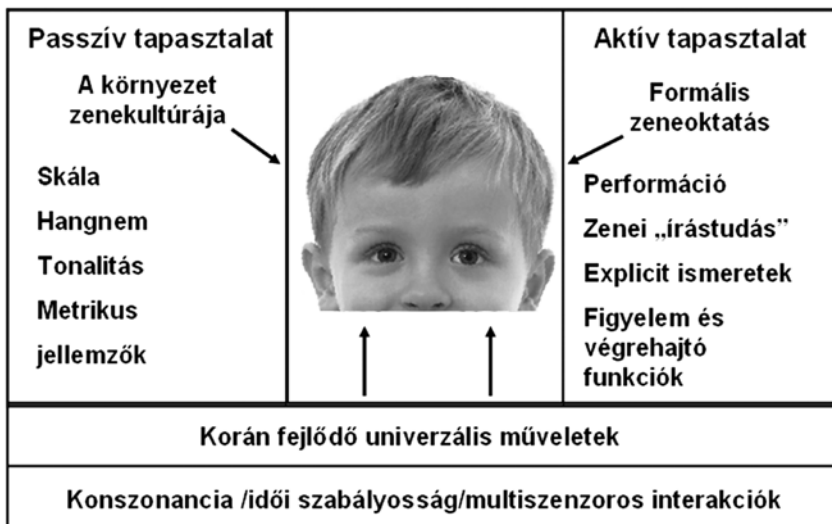 Passzív tapasztalat
A környezet
zenekultúrája
Skála
Hangnem
Tonalitás
Metrikus
jellemzők
Aktív tapasztalat
Formális
zeneoktatás
Performáció
Zenei „írástudás”
Explicit ismeretek
Figyelem és
végrehajtó
funkciók
Korán fejlődő univerzális műveletek
Konszonancia /idői szabályosság/multiszenzoros interakciók